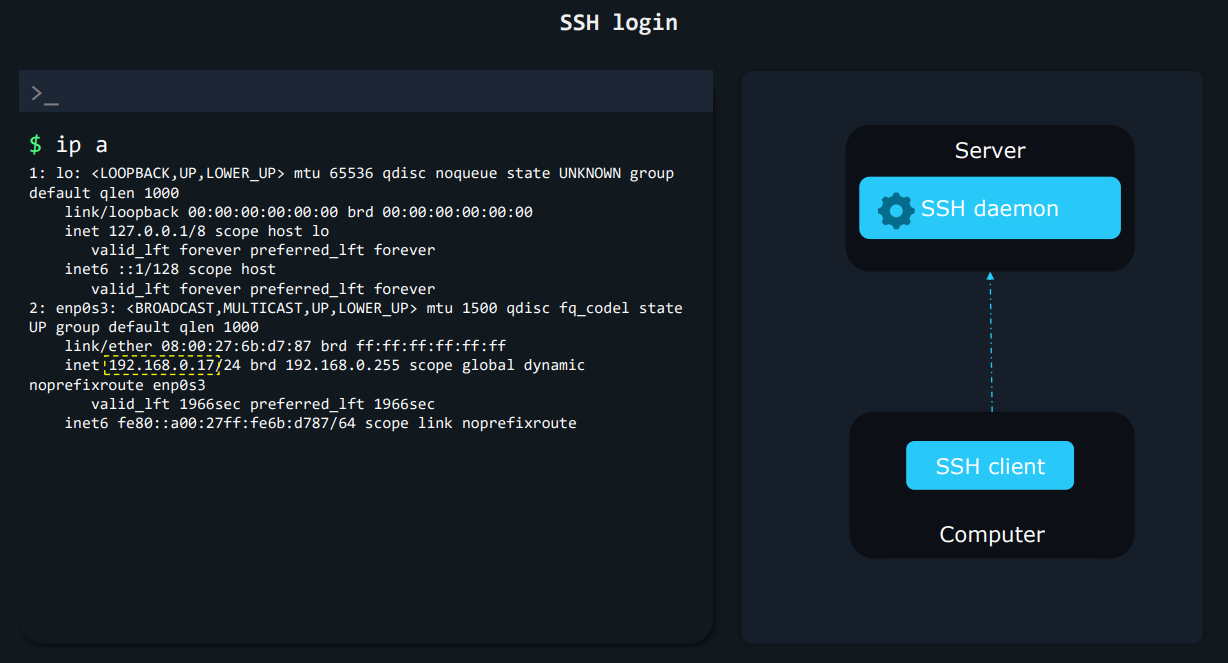 SSH login
>_
$ ip a
1: lo: <LOOPBACK,UP,LOWER_UP> mtu 65536 qdisc noqueue state UNKNOWN group
default qlen 1000
link/loopback 00:00:00:00:00:00 brd 00:00:00:00:00:00
inet 127.0.0.1/8 scope host lo
valid_lft forever preferred_lft forever
inet6 ::1/128 scope host
valid_lft forever preferred_lft forever
2: enp0s3: <BROADCAST,MULTICAST,UP,LOWER_UP> mtu 1500 qdisc fq_codel state
UP group default qlen 1000
link/ether 08:00:27:6b:d7:87 brd ff:ff:ff:ff:ff:ff
inet 192.168.0.17/24 brd 192.168.0.255 scope global dynamic
noprefixroute enp0s3
valid_lft 1966sec preferred_lft 1966sec
inet6 fe80::a00:27ff:fe6b:d787/64 scope link noprefixroute
Server
SSH daemon
SSH client
Computer